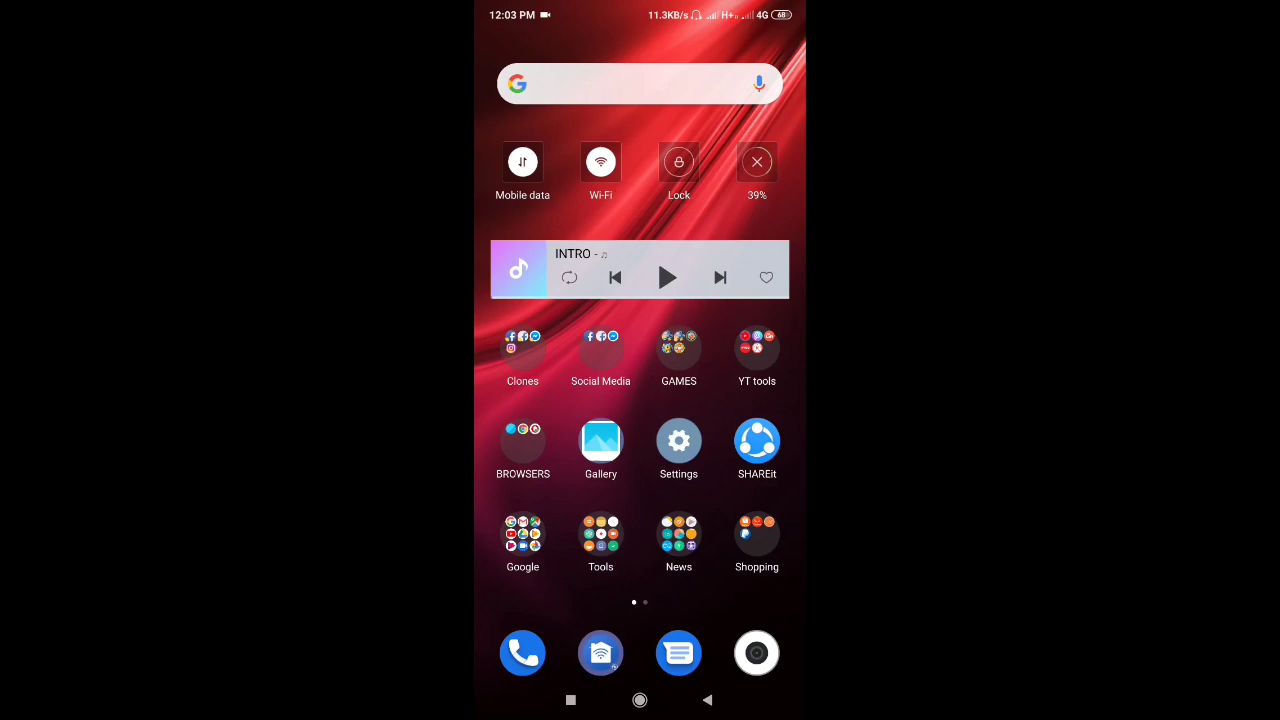 12:03 PM 11.3KB/s H+ 4G 68
Mobile data Wi-Fi Lock 39%
INTRO - ♫
Clones Social Media GAMES YT tools
BROWSERS Gallery Settings SHAREit
Google Tools News Shopping